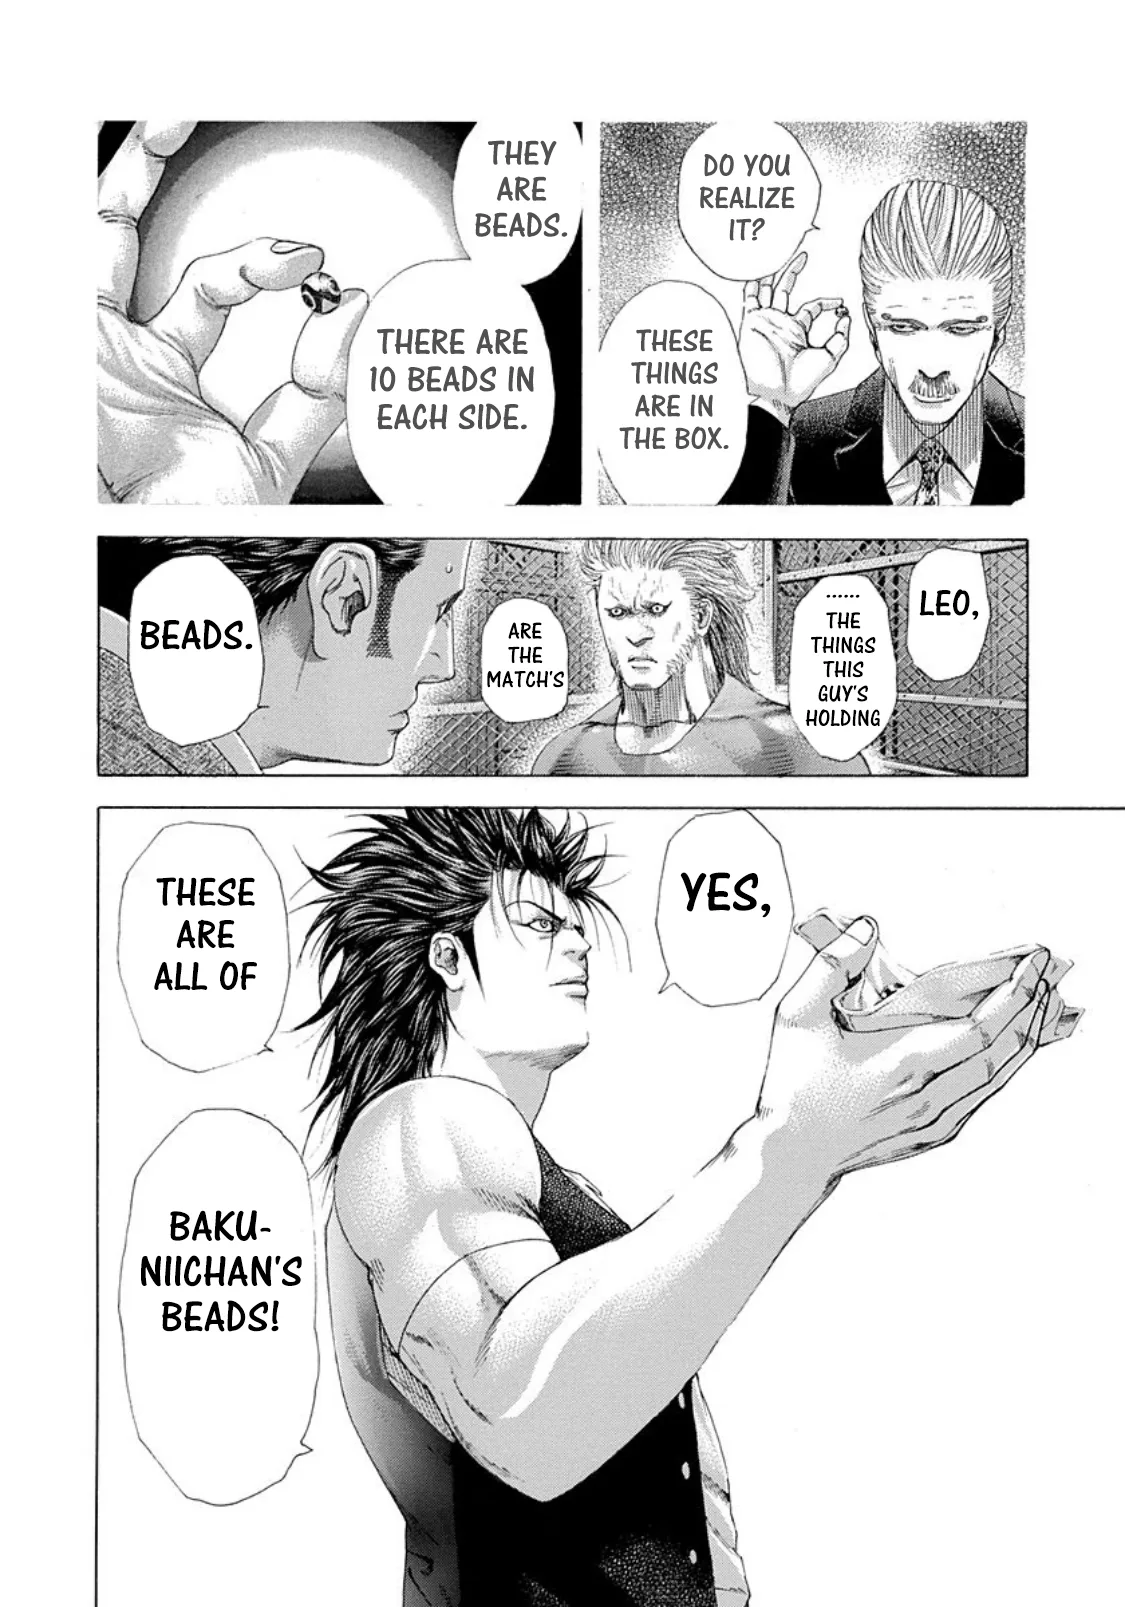 DO YOU
REALIZE
IT?
THESE
THINGS
ARE IN
THE BOX.
THEY
ARE
BEADS.
THERE ARE
10 BEADS IN
EACH SIDE.
LEO,
......
THE
THINGS
THIS
GUY'S
HOLDING
ARE
THE
MATCH'S
BEADS.
YES,
THESE
ARE
ALL OF
BAKU-
NIICHAN'S
BEADS!